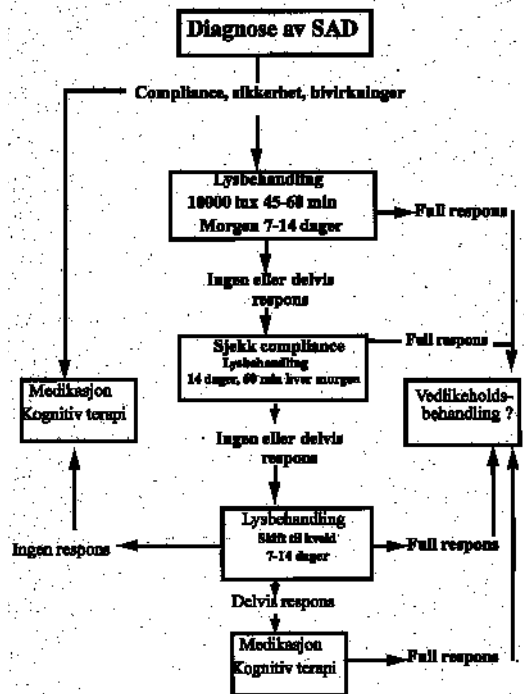 Diagnose av SAD
Compliance, sikkerhet, bivirkninger
Lysbehandling
10000 lux 45-60 min
Morgen 7-14 dager
Full respons
Ingen eller delvis
respons
Sjekk compliance
Lysbehandling
14 dager, 60 min hver morgen
Full respons
Medikasjon
Kognitiv terapi
Vedlikeholds-
behandling ?
Ingen eller delvis
respons
Lysbehandling
Skift til kveld
7-14 dager
Ingen respons
Full respons
Delvis respons
Medikasjon
Kognitiv terapi
Full respons